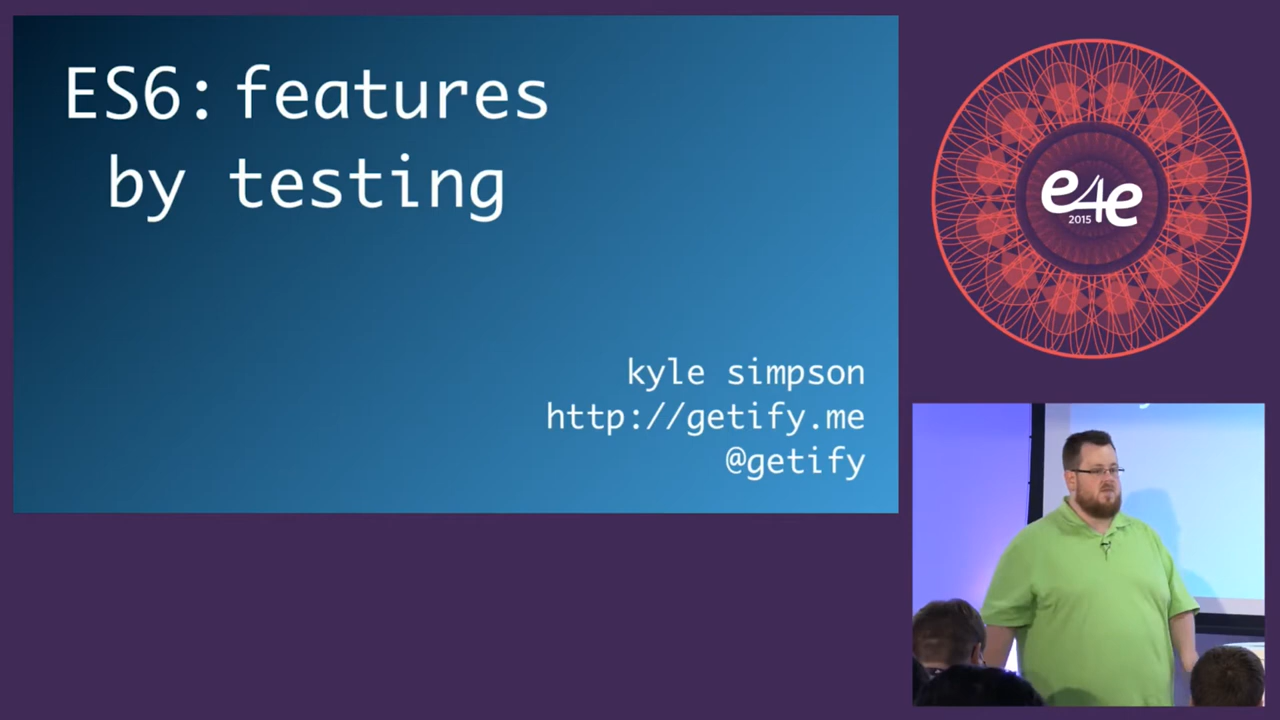 ES6: features
by testing
kyle simpson
http://getify.me
@getify
e4e
2015